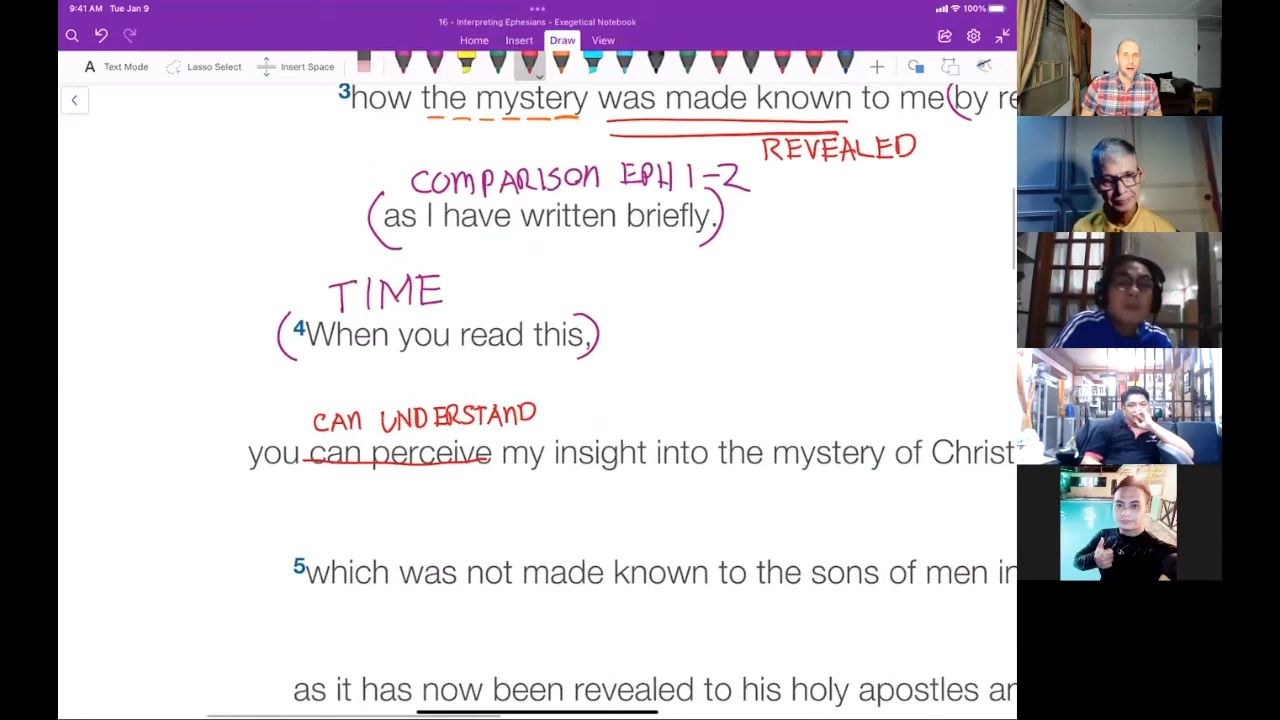 9:41 AM Tue Jan 9
100%
16 - Interpreting Ephesians - Exegetical Notebook
Home Insert Draw View
A Text Mode Lasso Select Insert Space
3how the mystery was made known to me (by re
REVEALED
COMPARISON EPH 1-2
(as I have written briefly.)
TIME
(4When you read this,)
CAN UNDERSTAND
you can perceive my insight into the mystery of Christ
5which was not made known to the sons of men in
as it has now been revealed to his holy apostles an